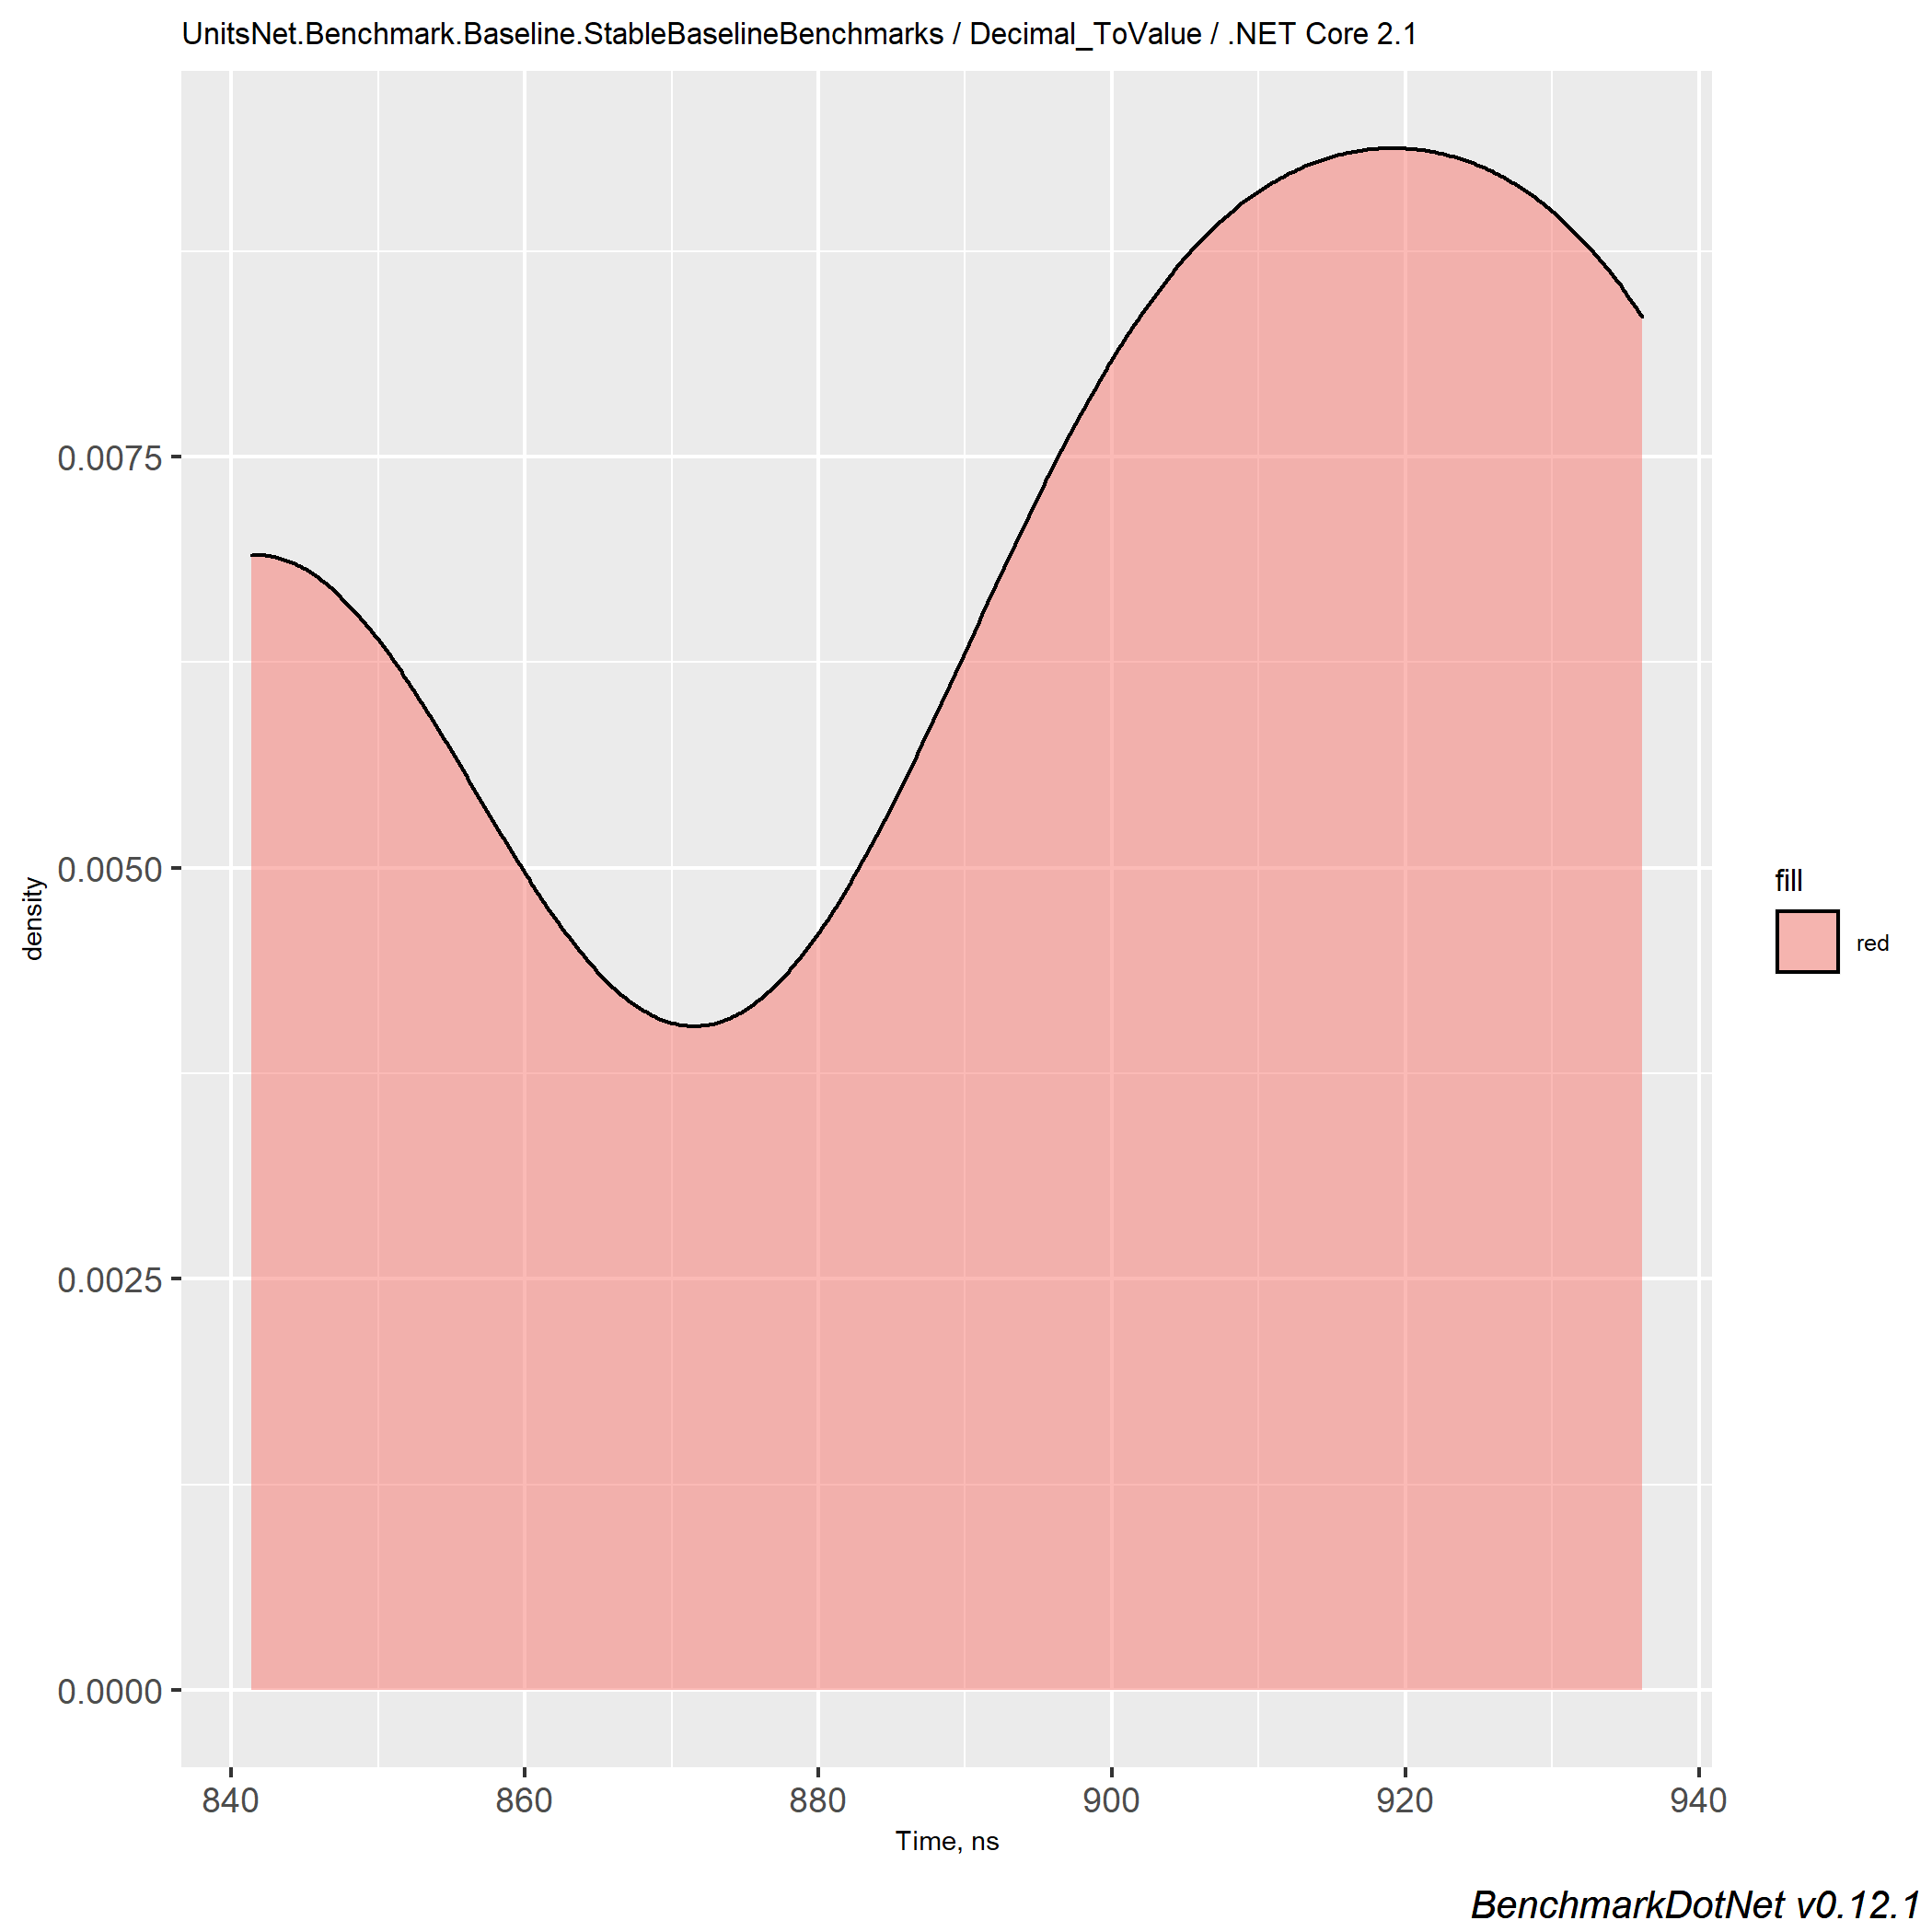 UnitsNet.Benchmark.Baseline.StableBaselineBenchmarks / Decimal_ToValue / .NET Core 2.1
0.0075
0.0050
0.0025
0.0000
density
840 860 880 900 920 940
Time, ns
fill
red
BenchmarkDotNet v0.12.1